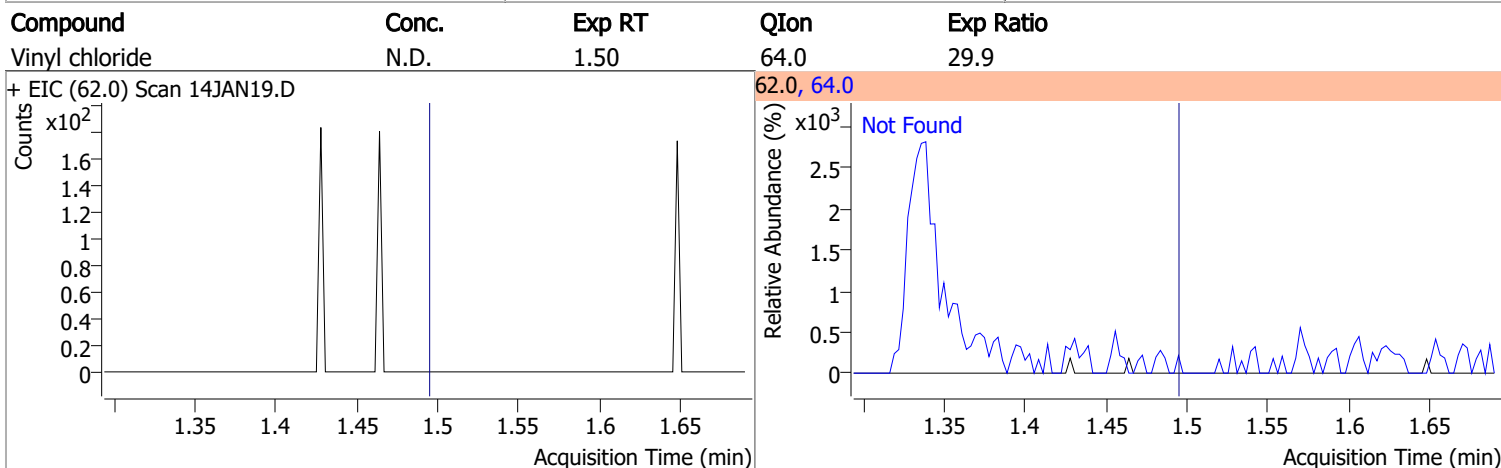 Compound Conc. Exp RT QIon Exp Ratio
Vinyl chloride N.D. 1.50 64.0 29.9
+ EIC (62.0) Scan 14JAN19.D
Counts
x10^2
1.6
1.4
1.2
1
0.8
0.6
0.4
0.2
0
1.35 1.4 1.45 1.5 1.55 1.6 1.65
Acquisition Time (min)
62.0, 64.0
Relative Abundance (%)
x10^3
Not Found
2.5
2
1.5
1
0.5
0
1.35 1.4 1.45 1.5 1.55 1.6 1.65
Acquisition Time (min)